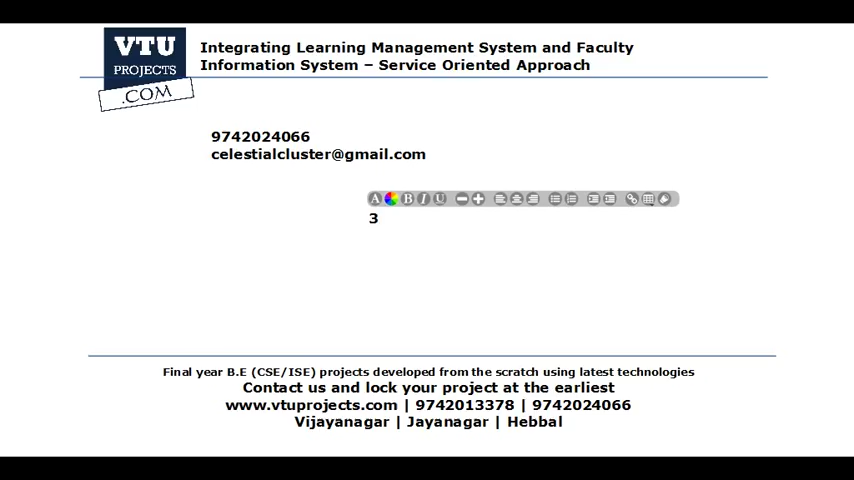 VTU
PROJECTS
.COM
Integrating Learning Management System and Faculty
Information System – Service Oriented Approach
9742024066
celestialcluster@gmail.com
A B I U
3
Final year B.E (CSE/ISE) projects developed from the scratch using latest technologies
Contact us and lock your project at the earliest
www.vtuprojects.com | 9742013378 | 9742024066
Vijayanagar | Jayanagar | Hebbal